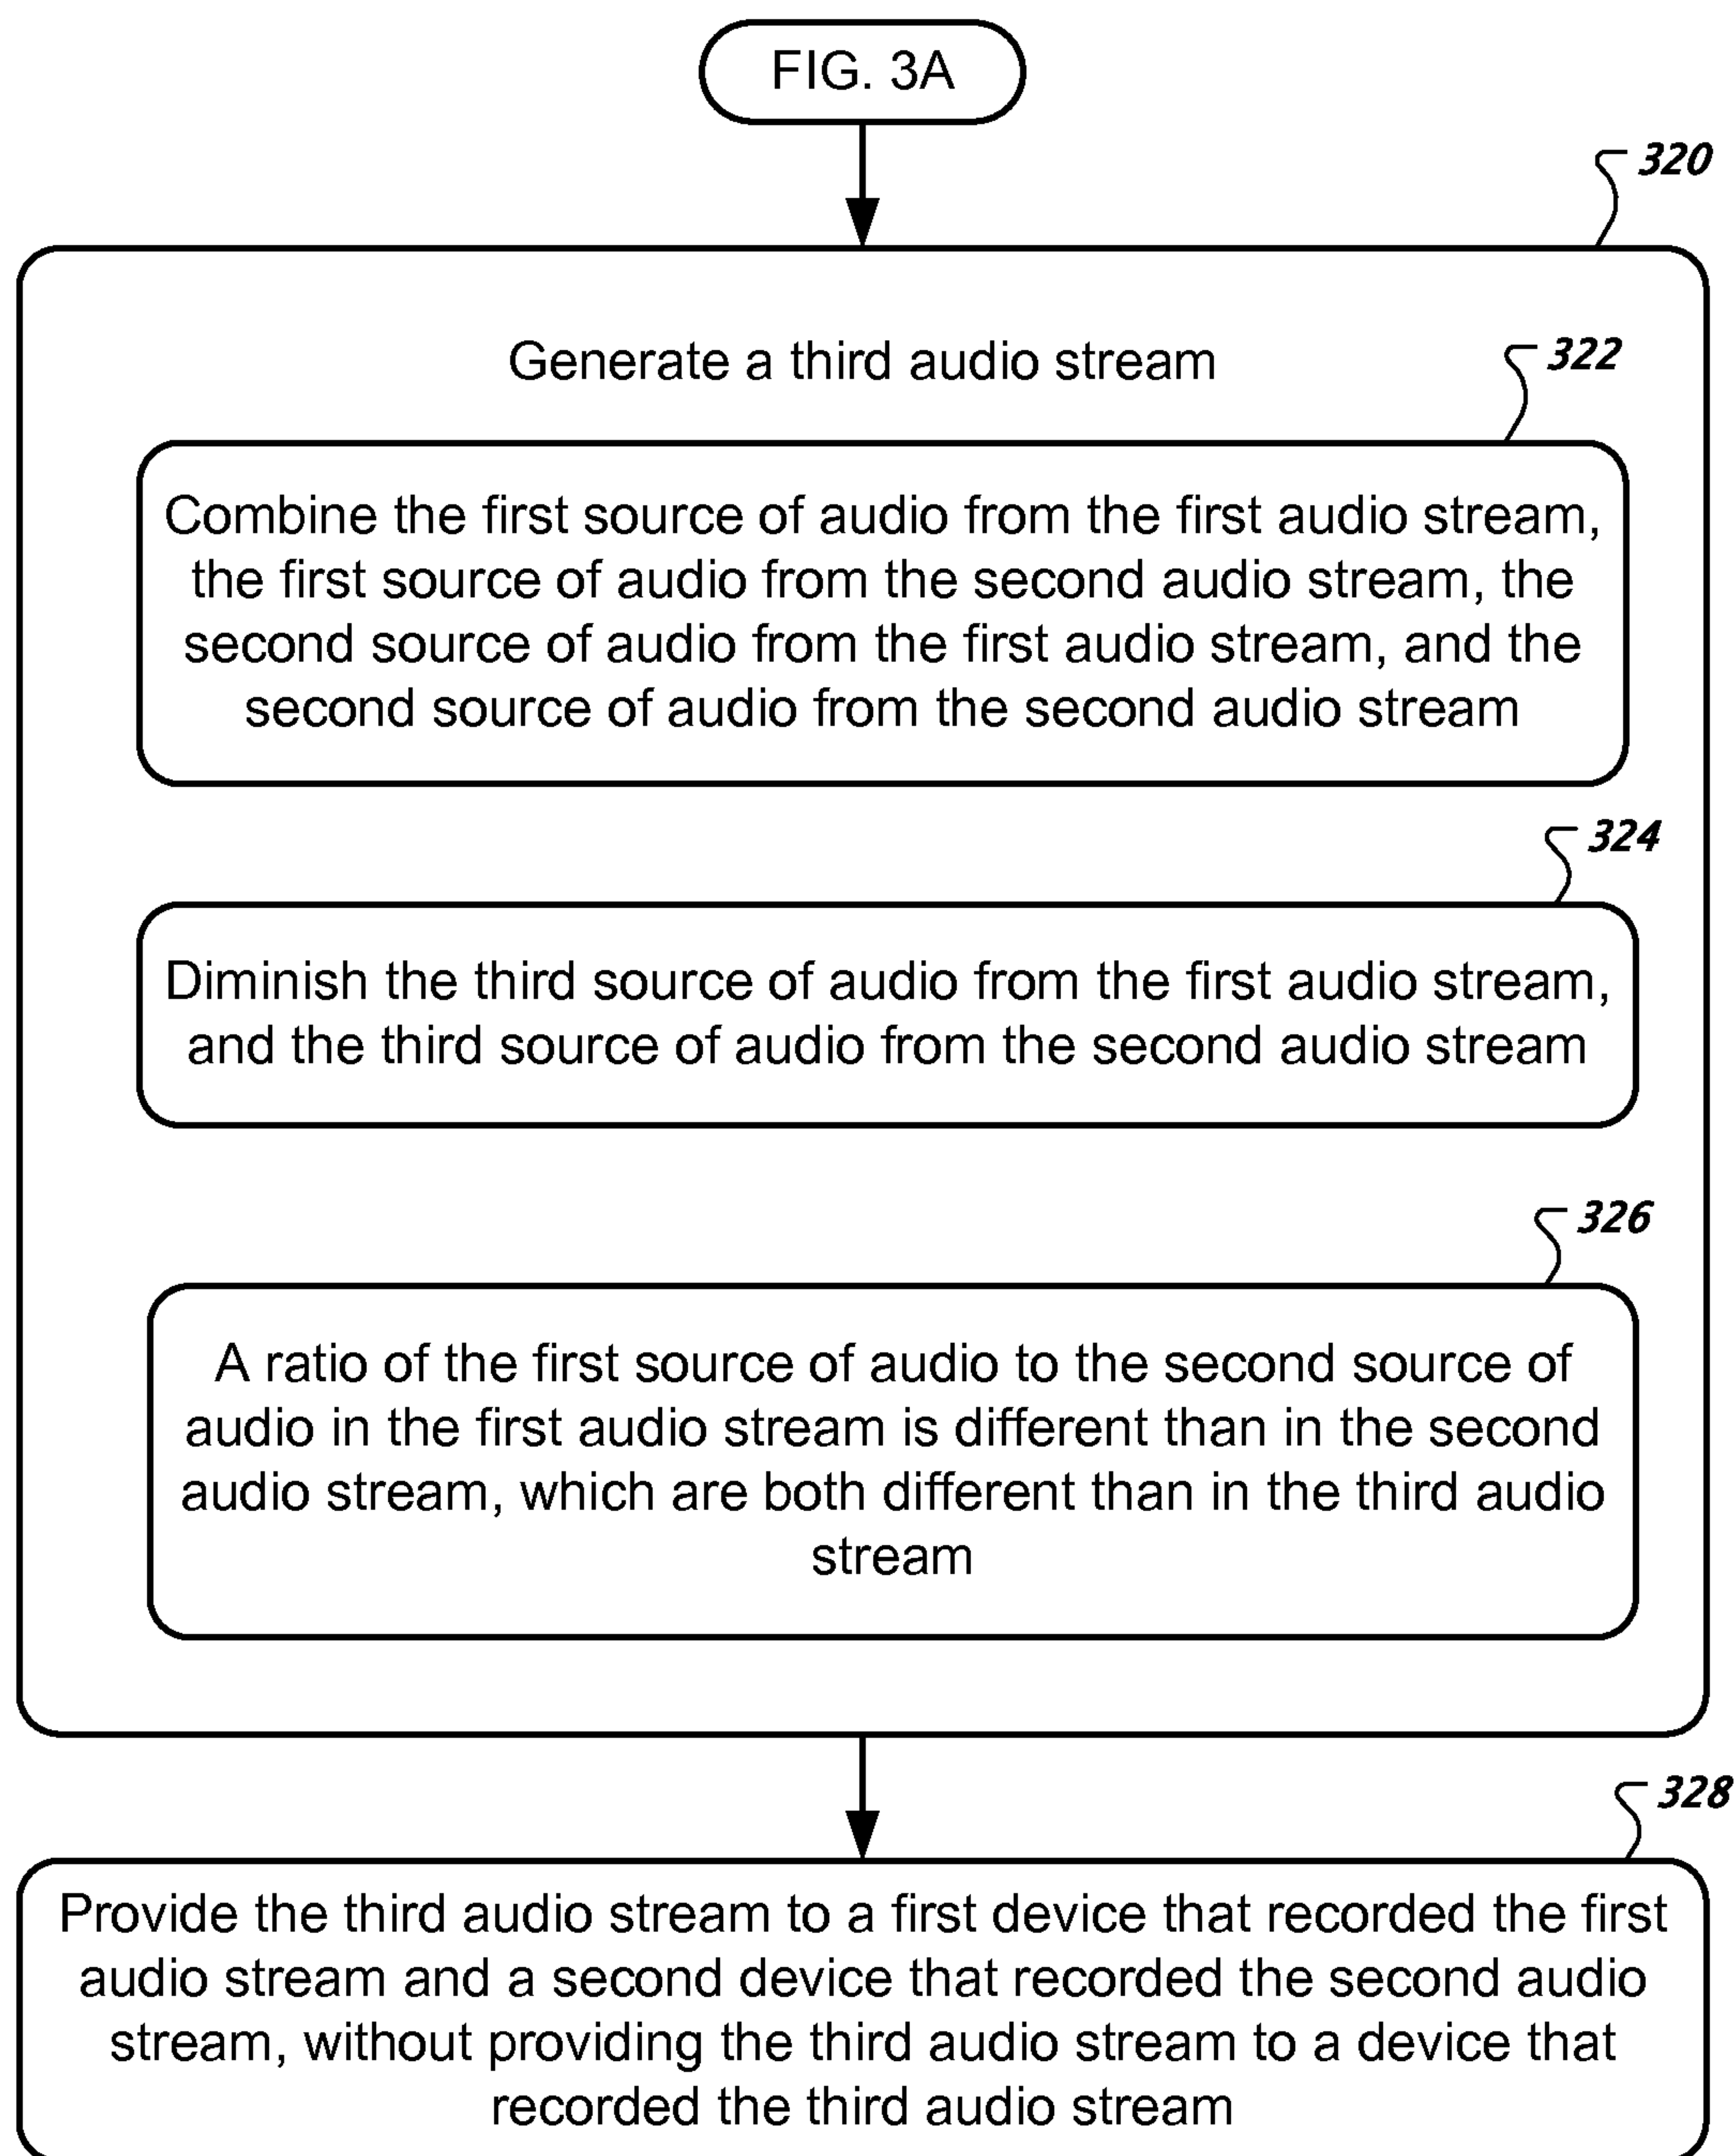 FIG. 3A
320
Generate a third audio stream
322
Combine the first source of audio from the first audio stream,
the first source of audio from the second audio stream, the
second source of audio from the first audio stream, and the
second source of audio from the second audio stream
324
Diminish the third source of audio from the first audio stream,
and the third source of audio from the second audio stream
326
A ratio of the first source of audio to the second source of
audio in the first audio stream is different than in the second
audio stream, which are both different than in the third audio
stream
328
Provide the third audio stream to a first device that recorded the first
audio stream and a second device that recorded the second audio
stream, without providing the third audio stream to a device that
recorded the third audio stream